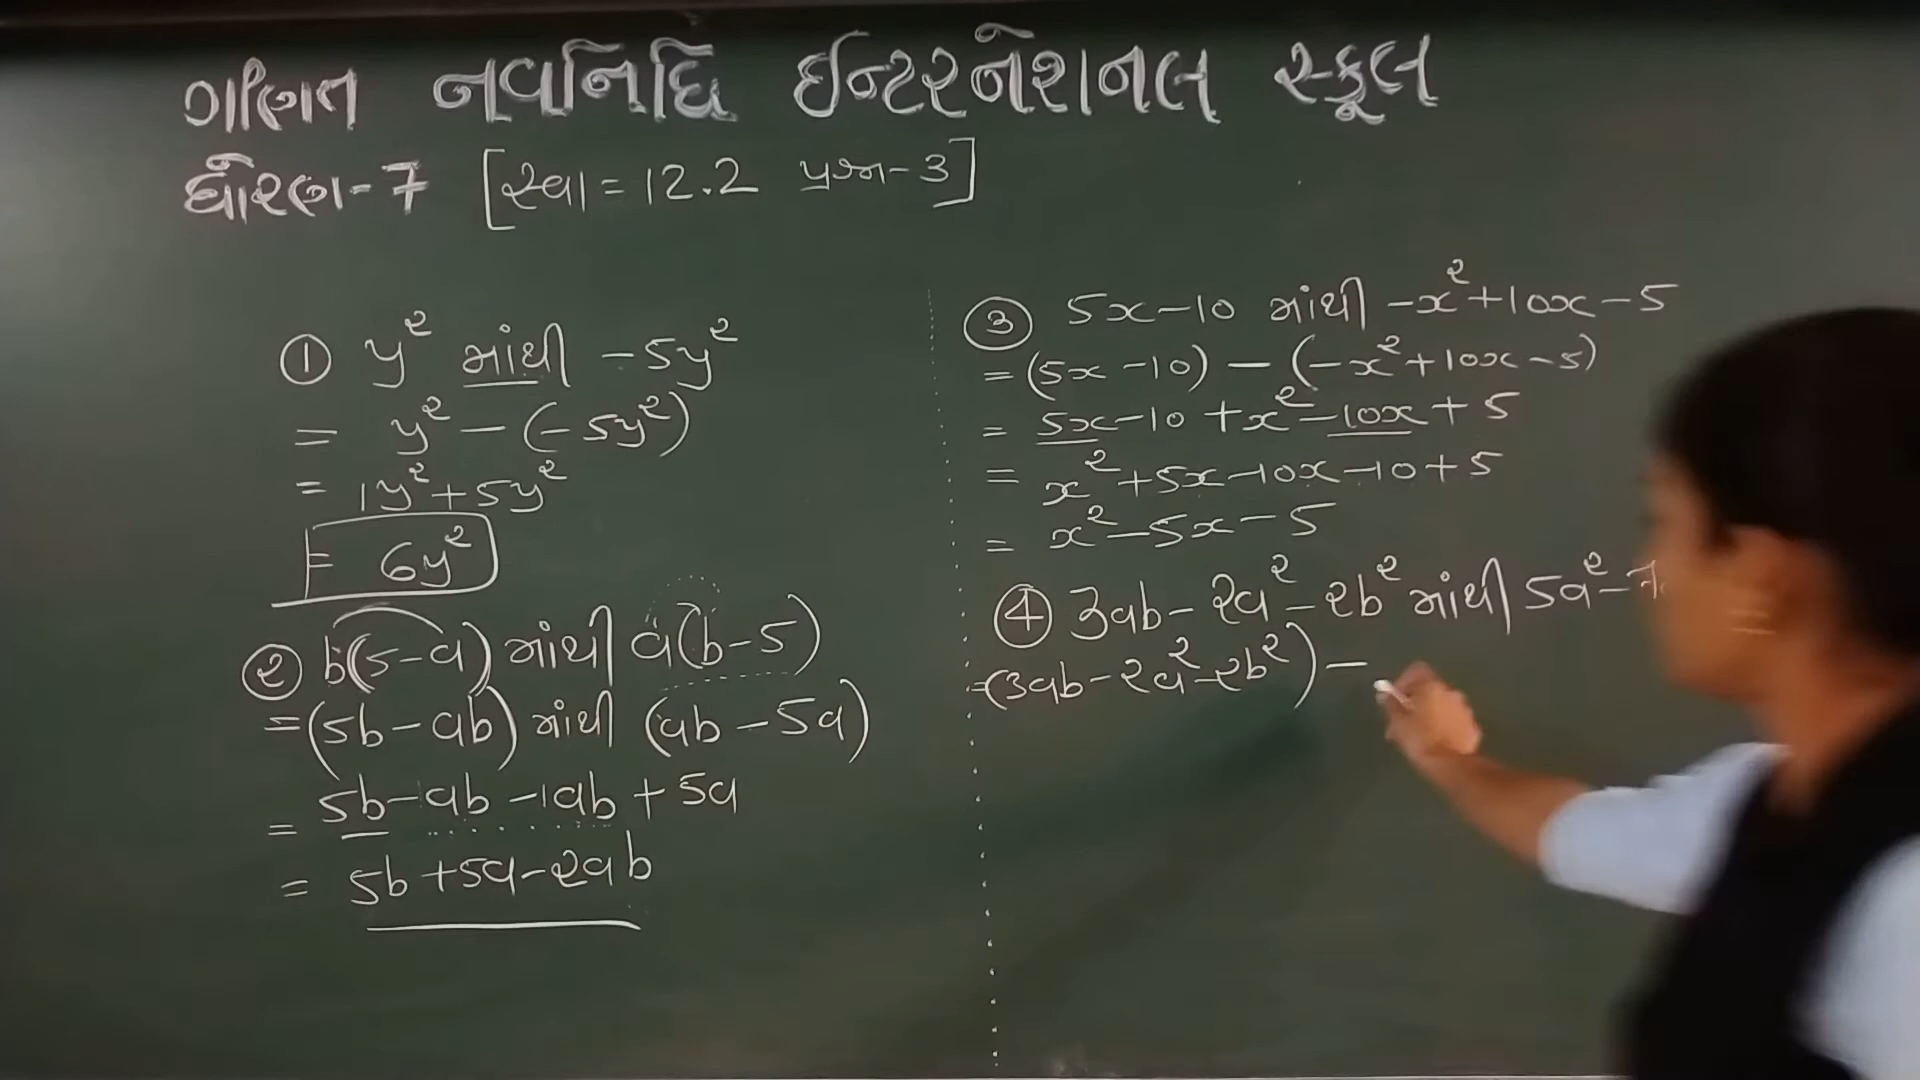 ગણિત નવનિધિ ઈન્ટરનેશનલ સ્કૂલ
ધોરણ-7 [સ્વા = 12.2 પ્રશ્ન-3]
① y² માંથી -5y²
= y² - (-5y²)
= 1y² + 5y²
= 6y²
② b(5-a) માંથી a(b-5)
= (5b-ab) માંથી (ab-5a)
= 5b-ab-1ab+5a
= 5b+5a-2ab
③ 5x-10 માંથી -x²+10x-5
= (5x-10) - (-x²+10x-5)
= 5x-10+x²-10x+5
= x²+5x-10x-10+5
= x²-5x-5
④ 3ab-2a²-2b² માંથી 5a²-7
= (3ab-2a²-2b²) -